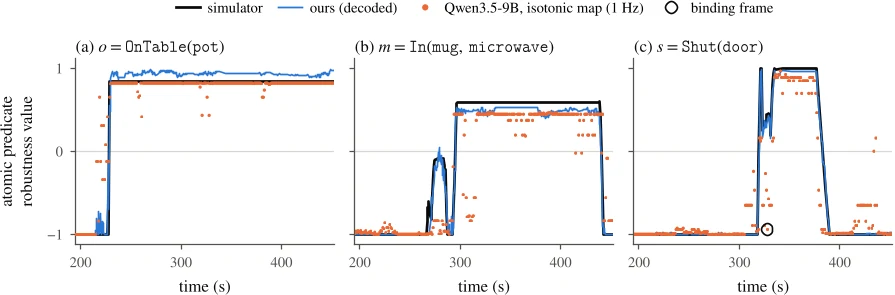 simulator ours (decoded) Qwen3.5-9B, isotonic map (1 Hz) binding frame
(a) o = OnTable(pot) (b) m = In(mug, microwave) (c) s = Shut(door)
atomic predicate
robustness value
1
0
−1
200 300 400 200 300 400 200 300 400
time (s) time (s) time (s)